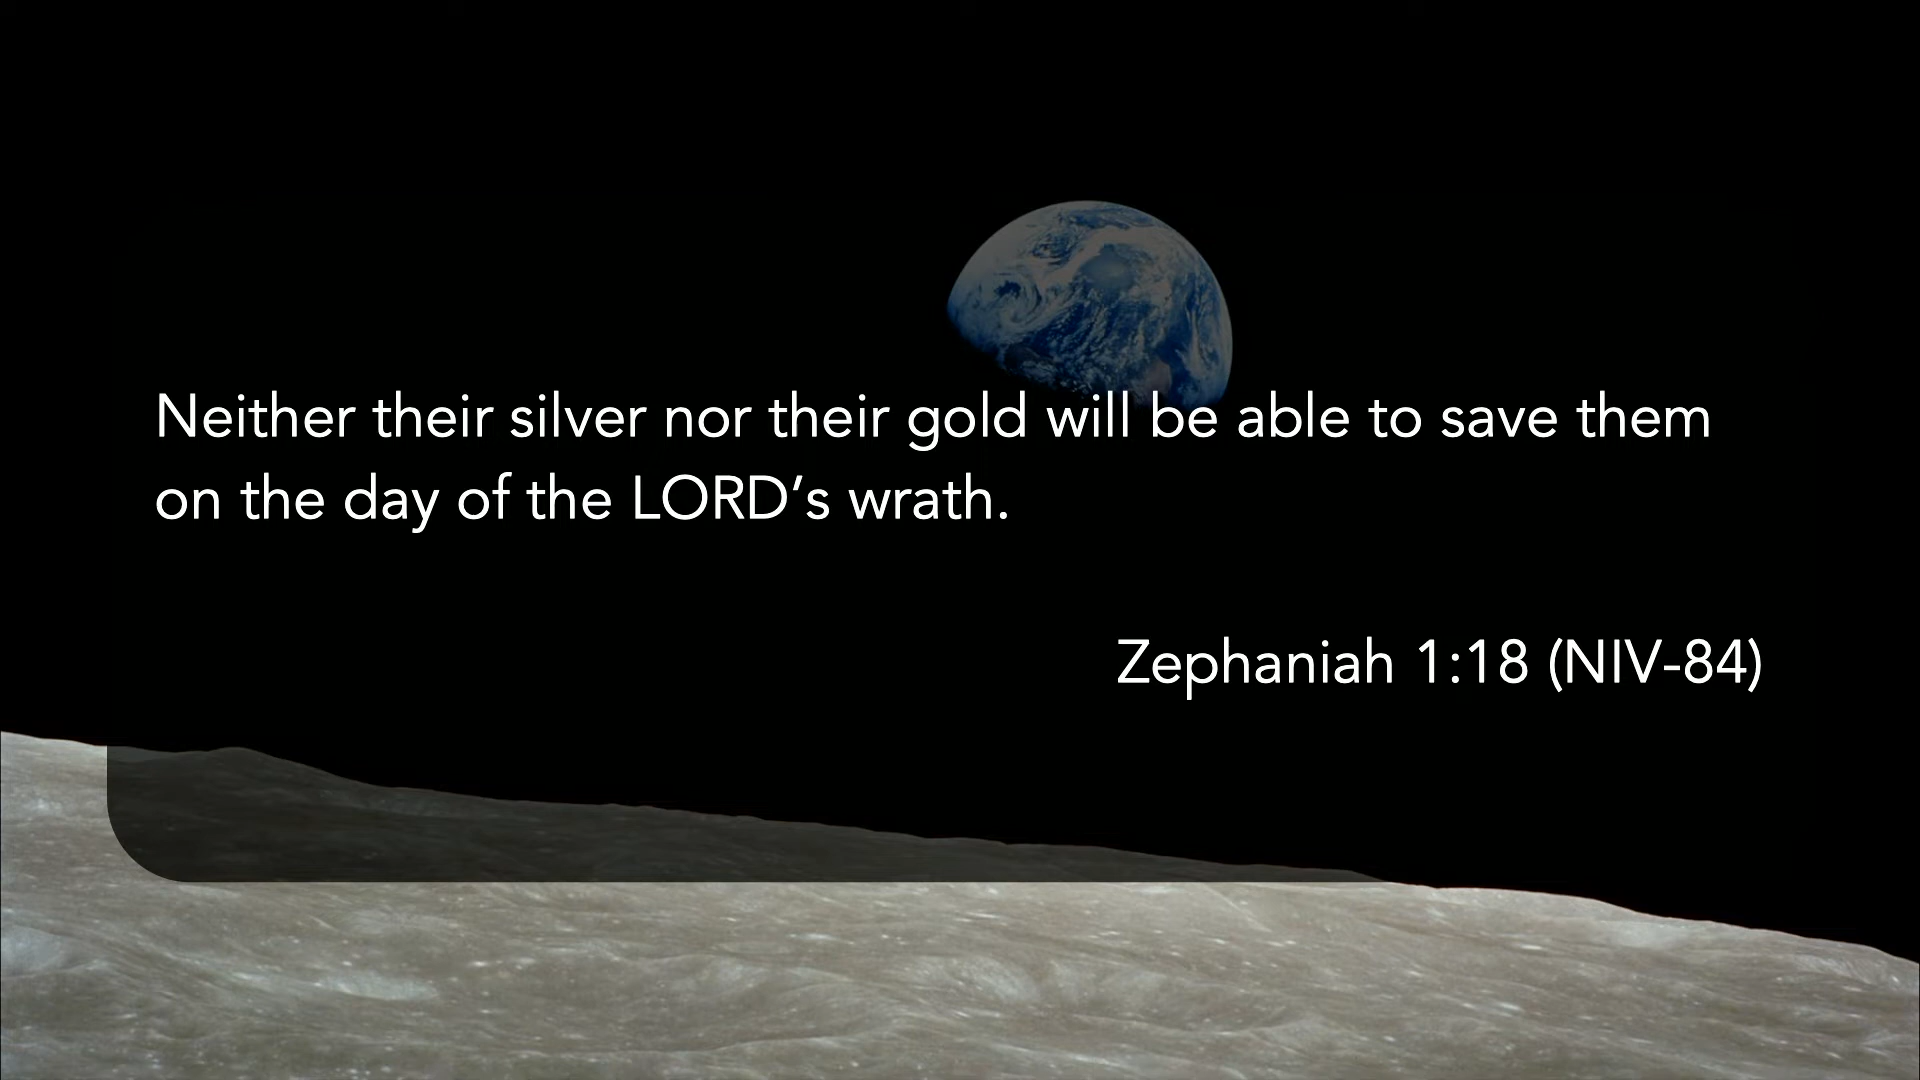 Neither their silver nor their gold will be able to save them
on the day of the LORD’s wrath.
Zephaniah 1:18 (NIV-84)